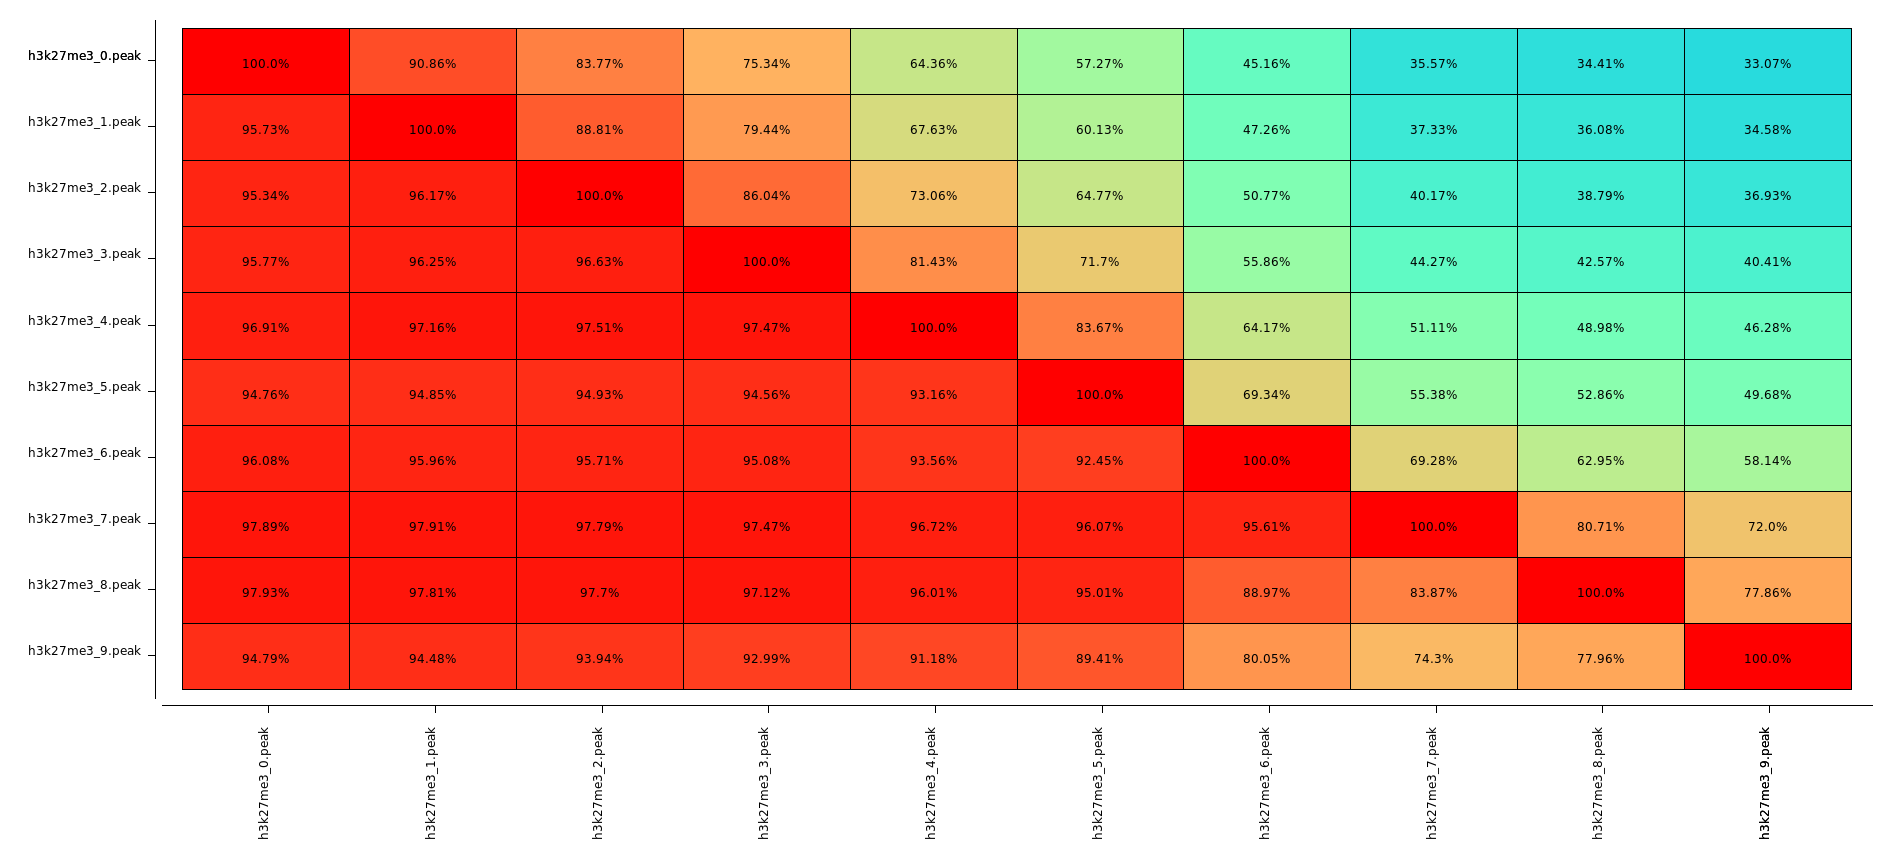 h3k27me3_0.peak 100.0% 90.86% 83.77% 75.34% 64.36% 57.27% 45.16% 35.57% 34.41% 33.07%
h3k27me3_1.peak 95.73% 100.0% 88.81% 79.44% 67.63% 60.13% 47.26% 37.33% 36.08% 34.58%
h3k27me3_2.peak 95.34% 96.17% 100.0% 86.04% 73.06% 64.77% 50.77% 40.17% 38.79% 36.93%
h3k27me3_3.peak 95.77% 96.25% 96.63% 100.0% 81.43% 71.7% 55.86% 44.27% 42.57% 40.41%
h3k27me3_4.peak 96.91% 97.16% 97.51% 97.47% 100.0% 83.67% 64.17% 51.11% 48.98% 46.28%
h3k27me3_5.peak 94.76% 94.85% 94.93% 94.56% 93.16% 100.0% 69.34% 55.38% 52.86% 49.68%
h3k27me3_6.peak 96.08% 95.96% 95.71% 95.08% 93.56% 92.45% 100.0% 69.28% 62.95% 58.14%
h3k27me3_7.peak 97.89% 97.91% 97.79% 97.47% 96.72% 96.07% 95.61% 100.0% 80.71% 72.0%
h3k27me3_8.peak 97.93% 97.81% 97.7% 97.12% 96.01% 95.01% 88.97% 83.87% 100.0% 77.86%
h3k27me3_9.peak 94.79% 94.48% 93.94% 92.99% 91.18% 89.41% 80.05% 74.3% 77.96% 100.0%
h3k27me3_0.peak
h3k27me3_1.peak
h3k27me3_2.peak
h3k27me3_3.peak
h3k27me3_4.peak
h3k27me3_5.peak
h3k27me3_6.peak
h3k27me3_7.peak
h3k27me3_8.peak
h3k27me3_9.peak